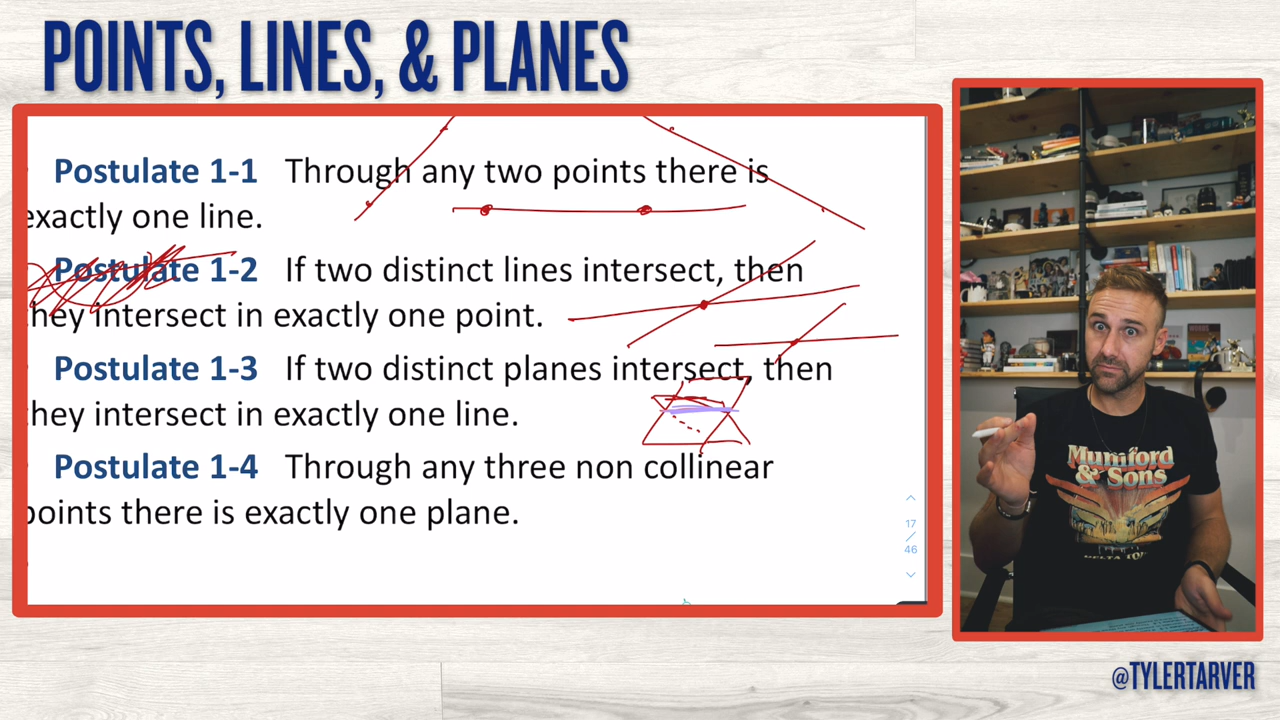 POINTS, LINES, & PLANES
Postulate 1-1 Through any two points there is
exactly one line.
Postulate 1-2 If two distinct lines intersect, then
they intersect in exactly one point.
Postulate 1-3 If two distinct planes intersect, then
they intersect in exactly one line.
Postulate 1-4 Through any three non collinear
points there is exactly one plane.
17
/
46
Mumford
& Sons
@TYLERTARVER